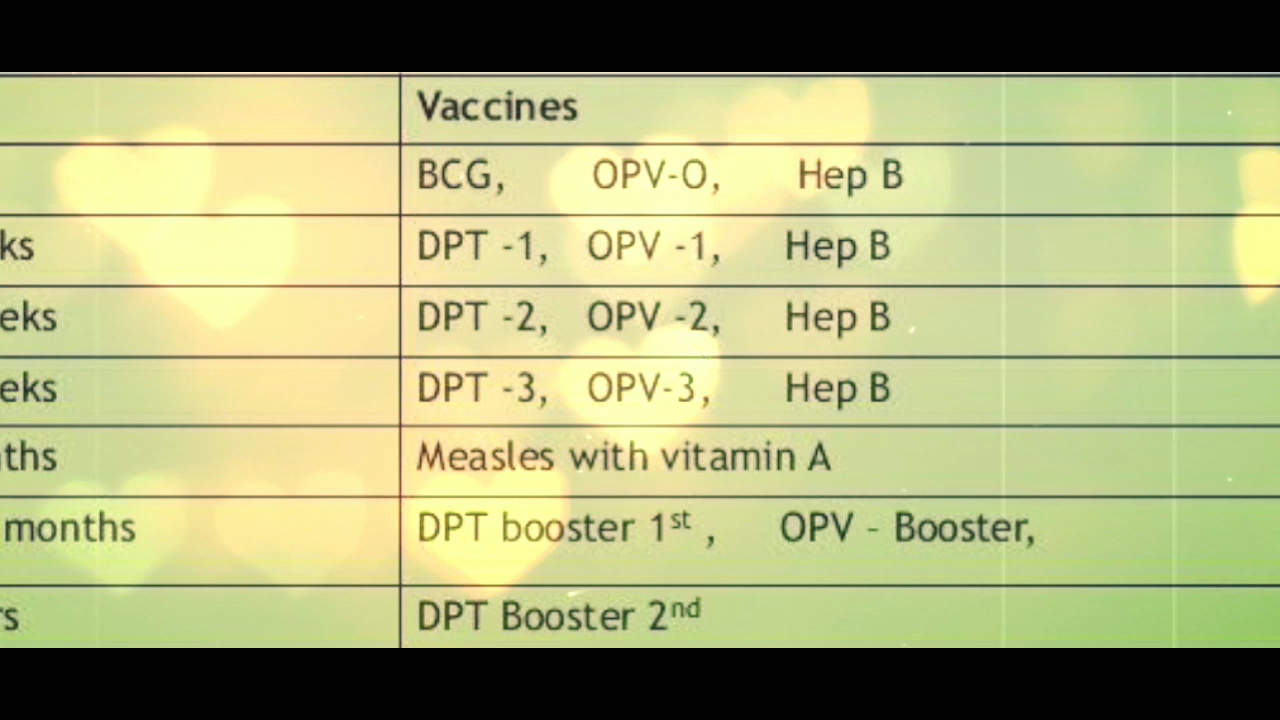 Vaccines
BCG, OPV-O, Hep B
ks DPT -1, OPV -1, Hep B
eks DPT -2, OPV -2, Hep B
eks DPT -3, OPV-3, Hep B
ths Measles with vitamin A
months DPT booster 1st , OPV - Booster,
s DPT Booster 2nd